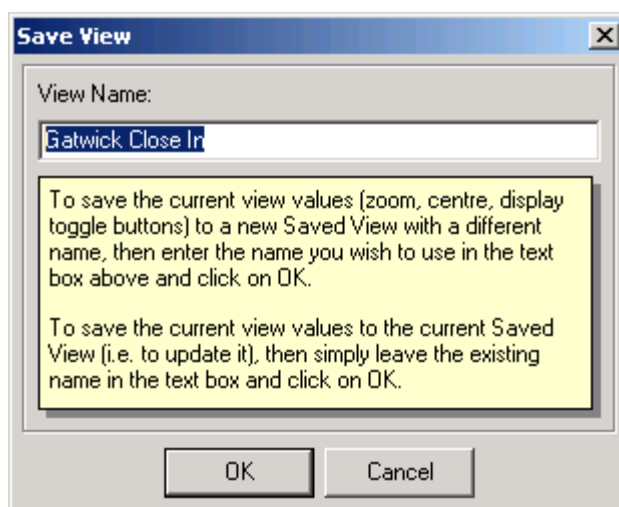 Save View
View Name:
Gatwick Close In
To save the current view values (zoom, centre, display
toggle buttons) to a new Saved View with a different
name, then enter the name you wish to use in the text
box above and click on OK.
To save the current view values to the current Saved
View (i.e. to update it), then simply leave the existing
name in the text box and click on OK.
OK
Cancel